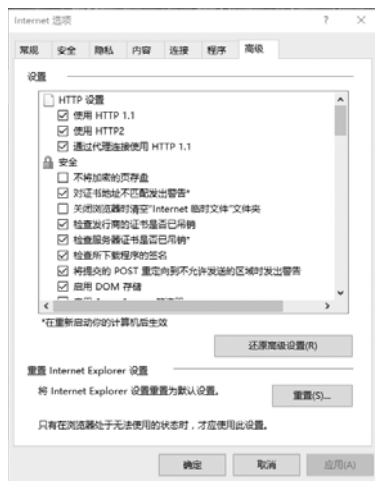 Internet 选项
?
×
常规 安全 隐私 内容 连接 程序 高级
设置
HTTP 设置
使用 HTTP 1.1
使用 HTTP2
通过代理连接使用 HTTP 1.1
安全
不将加密的页存盘
对证书地址不匹配发出警告*
关闭浏览器时清空"Internet 临时文件"文件夹
检查发行商的证书是否已吊销
检查服务器证书是否已吊销*
检查所下载程序的签名
将提交的 POST 重定向到不允许发送的区域时发出警告
启用 DOM 存储
*在重新启动你的计算机后生效
还原高级设置(R)
重置 Internet Explorer 设置
将 Internet Explorer 设置重置为默认设置。
重置(S)...
只有在浏览器处于无法使用的状态时，才应使用此设置。
确定 取消 应用(A)